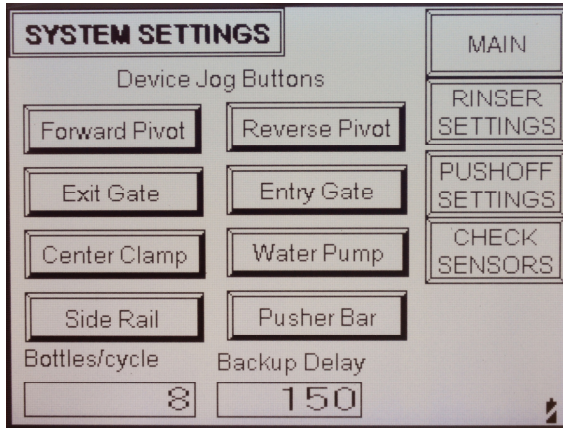 SYSTEM SETTINGS
MAIN
Device Jog Buttons
Forward Pivot
Reverse Pivot
RINSER
SETTINGS
Exit Gate
Entry Gate
PUSHOFF
SETTINGS
Center Clamp
Water Pump
CHECK
SENSORS
Side Rail
Pusher Bar
Bottles/cycle
Backup Delay
8
150